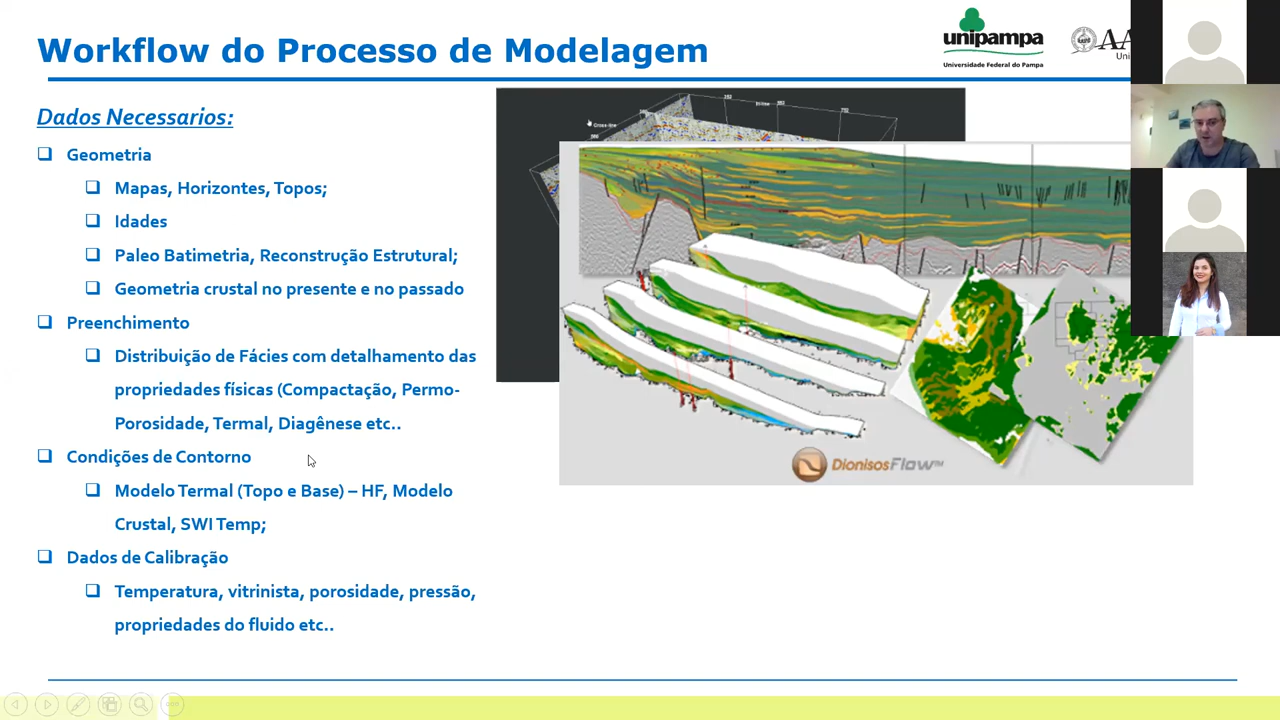 Workflow do Processo de Modelagem
unipampa
Universidade Federal do Pampa
Dados Necessarios:
Geometria
Mapas, Horizontes, Topos;
Idades
Paleo Batimetria, Reconstrução Estrutural;
Geometria crustal no presente e no passado
Preenchimento
Distribuição de Fácies com detalhamento das
propriedades físicas (Compactação, Permo-
Porosidade, Termal, Diagênese etc..
Condições de Contorno
Modelo Termal (Topo e Base) – HF, Modelo
Crustal, SWI Temp;
Dados de Calibração
Temperatura, vitrinista, porosidade, pressão,
propriedades do fluido etc..
DionisosFlow™